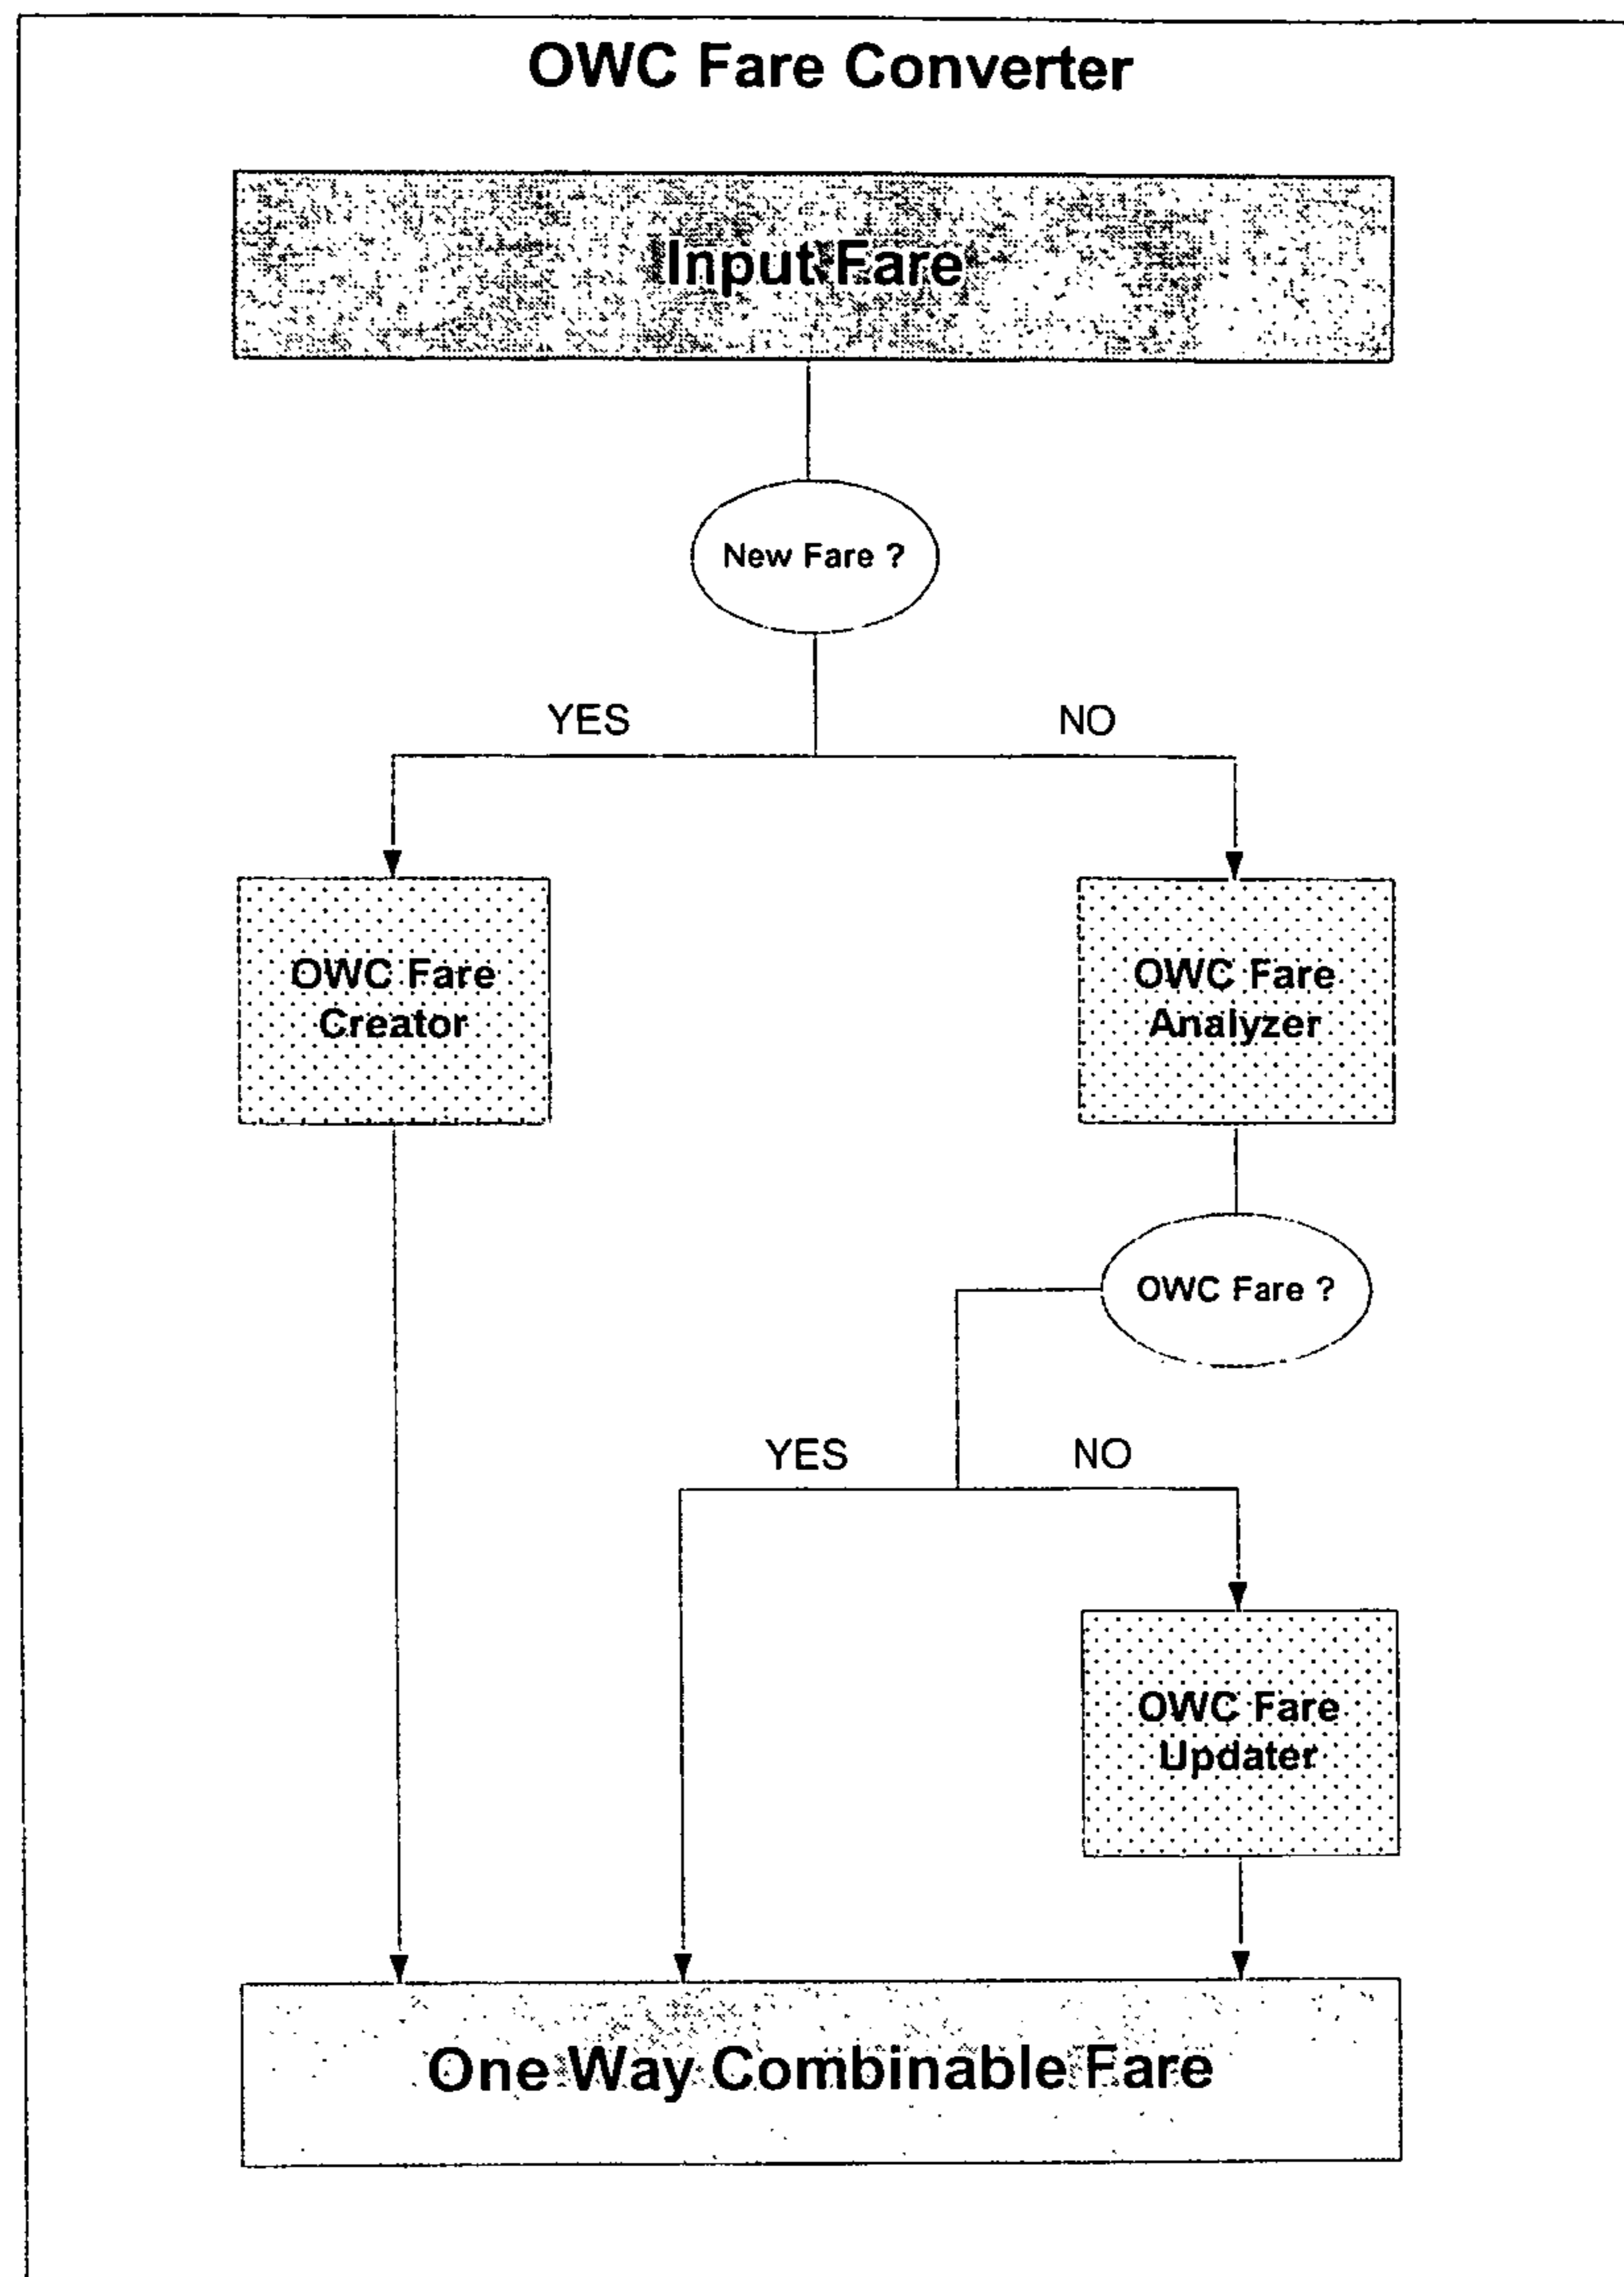 OWC Fare Converter
Input Fare
New Fare ?
YES
NO
OWC Fare
Creator
OWC Fare
Analyzer
OWC Fare ?
YES
NO
OWC Fare
Updater
One Way Combinable Fare